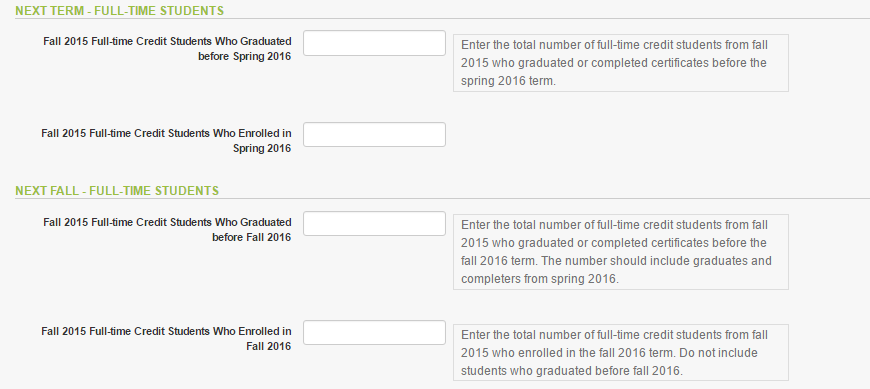 NEXT TERM - FULL-TIME STUDENTS
Fall 2015 Full-time Credit Students Who Graduated
before Spring 2016
Enter the total number of full-time credit students from fall
2015 who graduated or completed certificates before the
spring 2016 term.
Fall 2015 Full-time Credit Students Who Enrolled in
Spring 2016
NEXT FALL - FULL-TIME STUDENTS
Fall 2015 Full-time Credit Students Who Graduated
before Fall 2016
Enter the total number of full-time credit students from fall
2015 who graduated or completed certificates before the
fall 2016 term. The number should include graduates and
completers from spring 2016.
Fall 2015 Full-time Credit Students Who Enrolled in
Fall 2016
Enter the total number of full-time credit students from fall
2015 who enrolled in the fall 2016 term. Do not include
students who graduated before fall 2016.